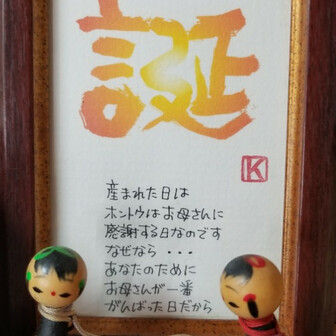 誕
K
産まれた日は
ホントウはお母さんに
感謝する日なのです
なぜなら・・・
あなたのために
お母さんが一番
がんばった日だから